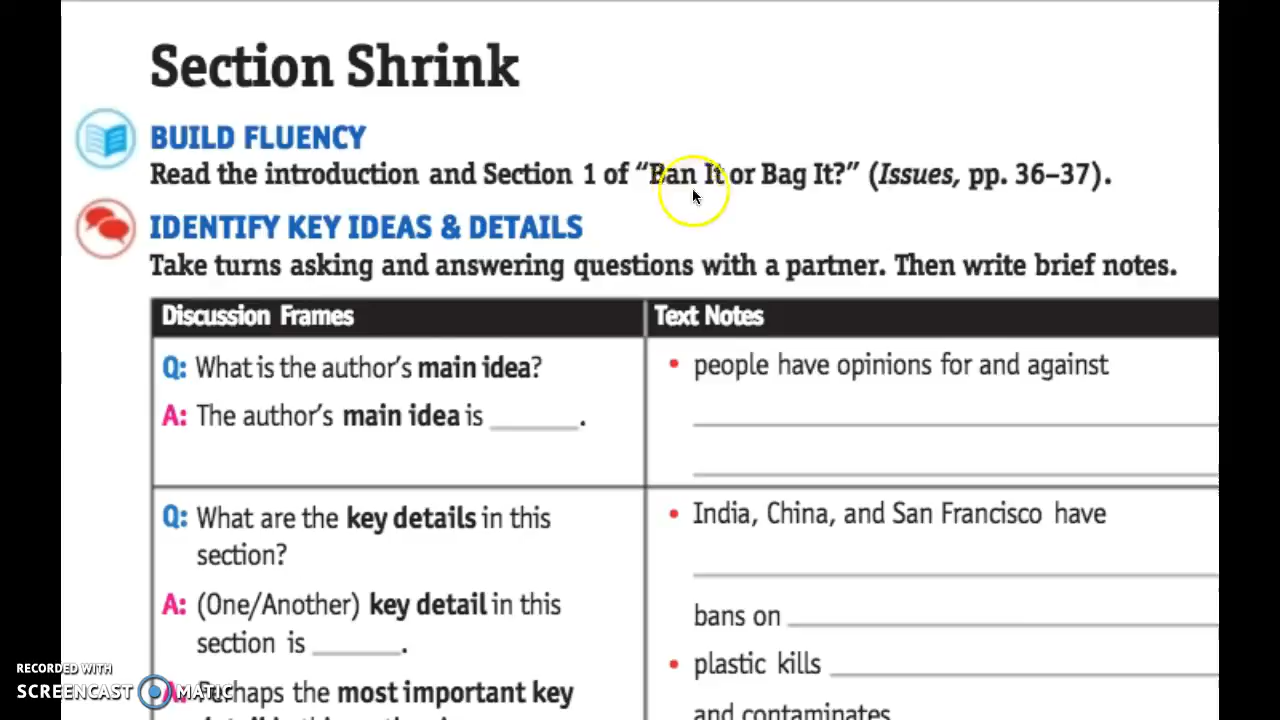 Section Shrink
BUILD FLUENCY
Read the introduction and Section 1 of “Ban It or Bag It?” (Issues, pp. 36–37).
IDENTIFY KEY IDEAS & DETAILS
Take turns asking and answering questions with a partner. Then write brief notes.
Discussion Frames
Text Notes
Q: What is the author's main idea?
A: The author's main idea is ______.
• people have opinions for and against
Q: What are the key details in this
section?
A: (One/Another) key detail in this
section is ______.
A: Perhaps the most important key
• India, China, and San Francisco have
bans on
• plastic kills
and contaminates
RECORDED WITH
SCREENCAST MATIC